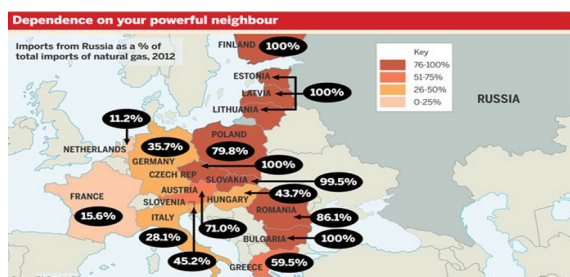 Dependence on your powerful neighbour
Imports from Russia as a % of
total imports of natural gas, 2012
FINLAND 100%
Key
76-100%
51-75%
26-50%
0-25%
ESTONIA
LATVIA 100%
LITHUANIA
RUSSIA
11.2%
NETHERLANDS
35.7%
GERMANY
POLAND
79.8%
CZECH REP 100%
SLOVAKIA 99.5%
AUSTRIA
HUNGARY 43.7%
FRANCE
15.6%
SLOVENIA
ROMANIA
86.1%
ITALY
28.1%
71.0%
BULGARIA 100%
45.2%
GREECE 59.5%